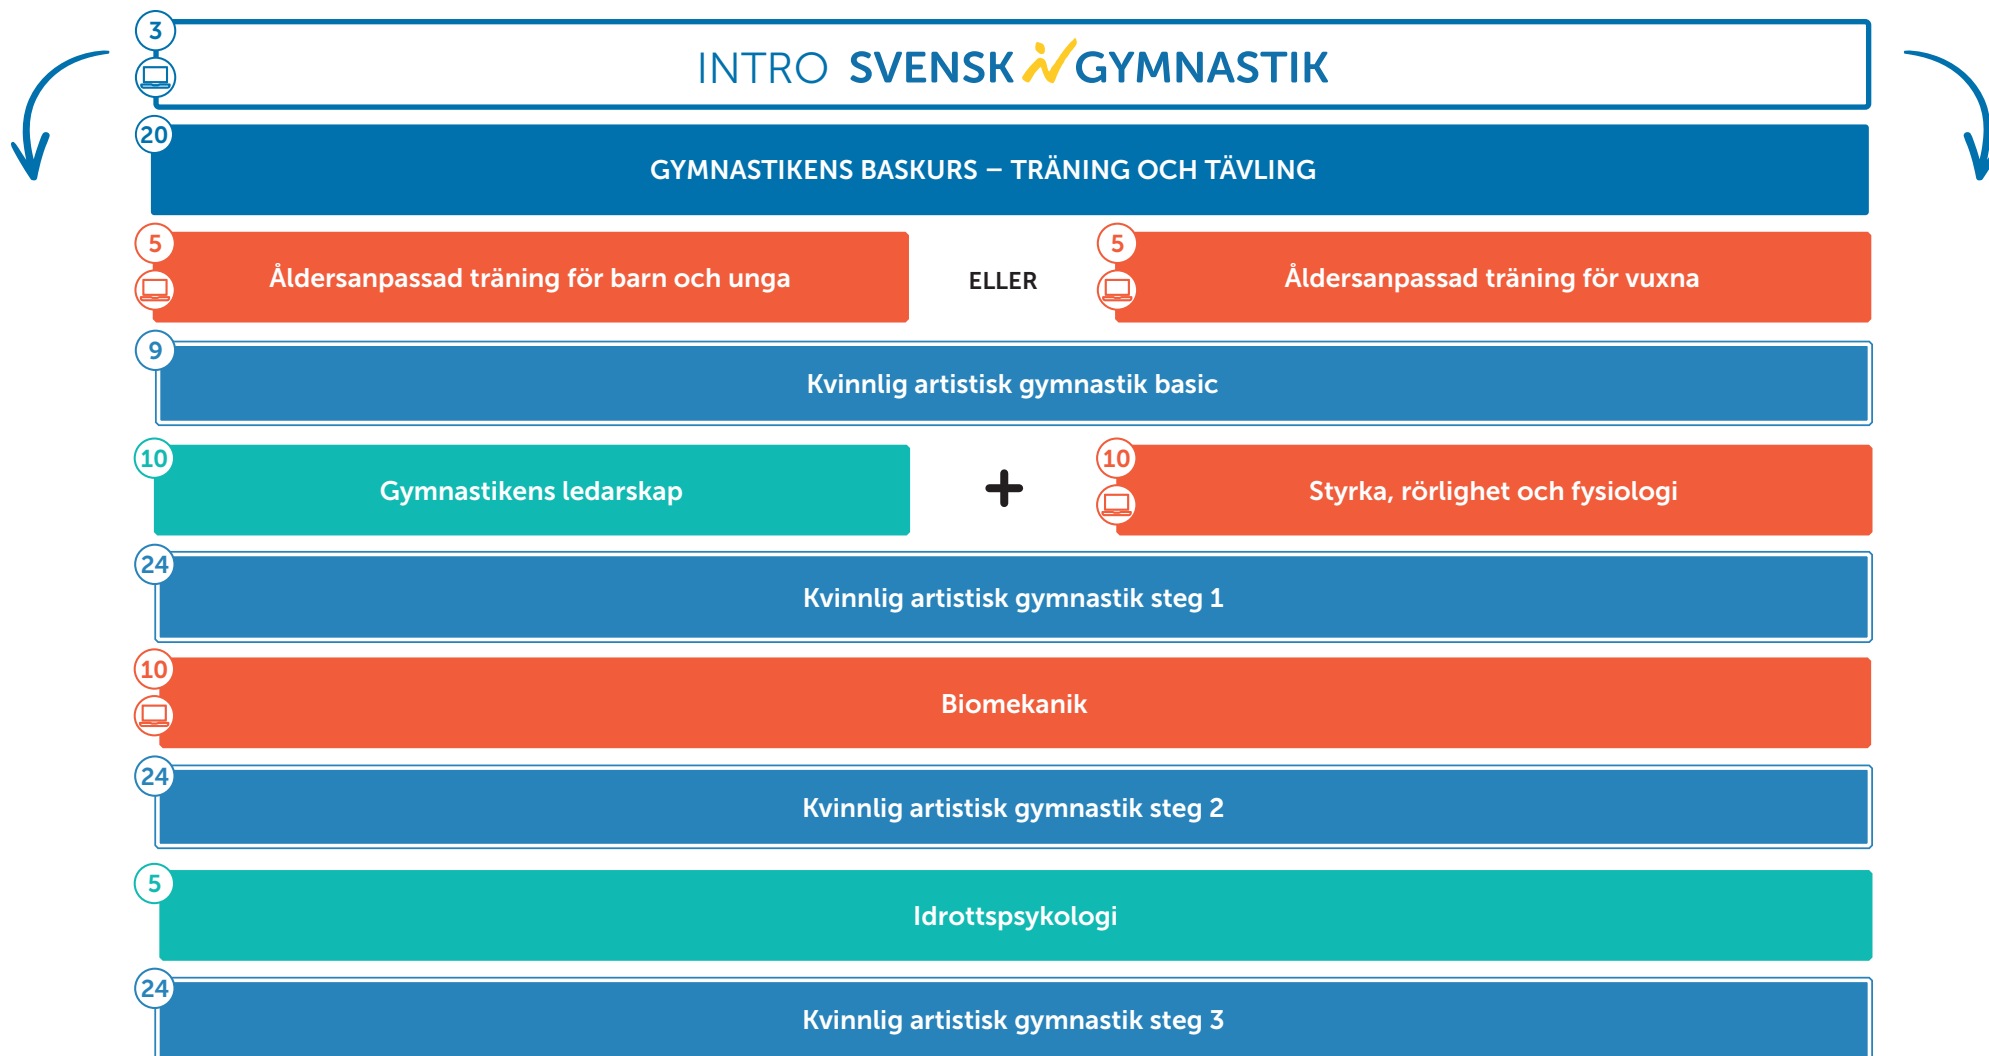 3
INTRO SVENSK GYMNASTIK
20
GYMNASTIKENS BASKURS – TRÄNING OCH TÄVLING
5
Åldersanpassad träning för barn och unga
ELLER
5
Åldersanpassad träning för vuxna
9
Kvinnlig artistisk gymnastik basic
10
Gymnastikens ledarskap
+
10
Styrka, rörlighet och fysiologi
24
Kvinnlig artistisk gymnastik steg 1
10
Biomekanik
24
Kvinnlig artistisk gymnastik steg 2
5
Idrottspsykologi
24
Kvinnlig artistisk gymnastik steg 3